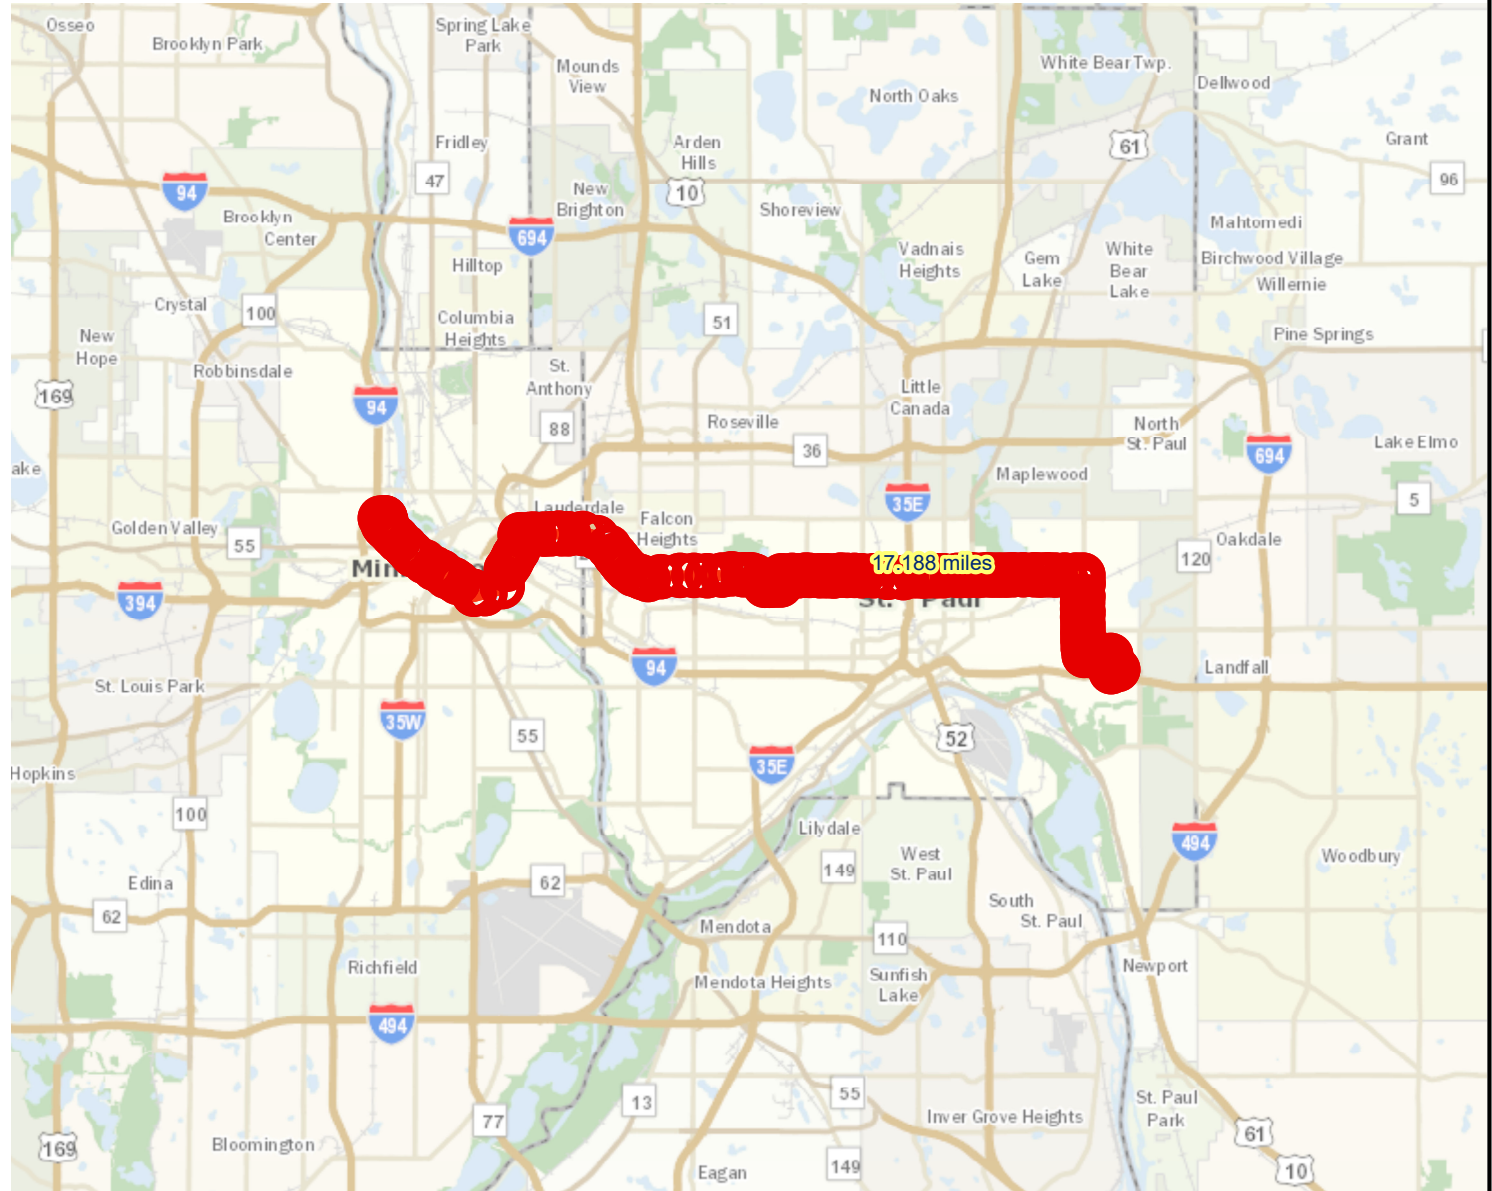 Osseo
Brooklyn Park
Spring Lake
Park
Mounds
View
White Bear Twp.
Dellwood
North Oaks
Grant
Fridley
Arden
Hills
61
47
96
94
New
Brighton
10
Shoreview
Brooklyn
Center
694
Mahtomedi
Vadnais
Heights
White
Bear
Lake
Gem
Lake
Birchwood Village
Willernie
Hilltop
Crystal
100
Columbia
Heights
51
Pine Springs
New
Hope
Robbinsdale
St.
Anthony
Little
Canada
169
94
88
Roseville
36
North
St. Paul
Lake Elmo
694
ake
Maplewood
35E
5
Lauderdale
Golden Valley
55
Falcon
Heights
Oakdale
120
17.188 miles
Min
St. Paul
394
94
Landfall
St. Louis Park
35W
55
52
35E
Hopkins
100
Lilydale
494
West
St. Paul
149
Woodbury
Edina
62
62
South
St. Paul
Mendota
110
Richfield
Newport
Mendota Heights
Sunfish
Lake
494
55
13
St. Paul
Park
77
Inver Grove Heights
61
169
Bloomington
149
10
Eagan